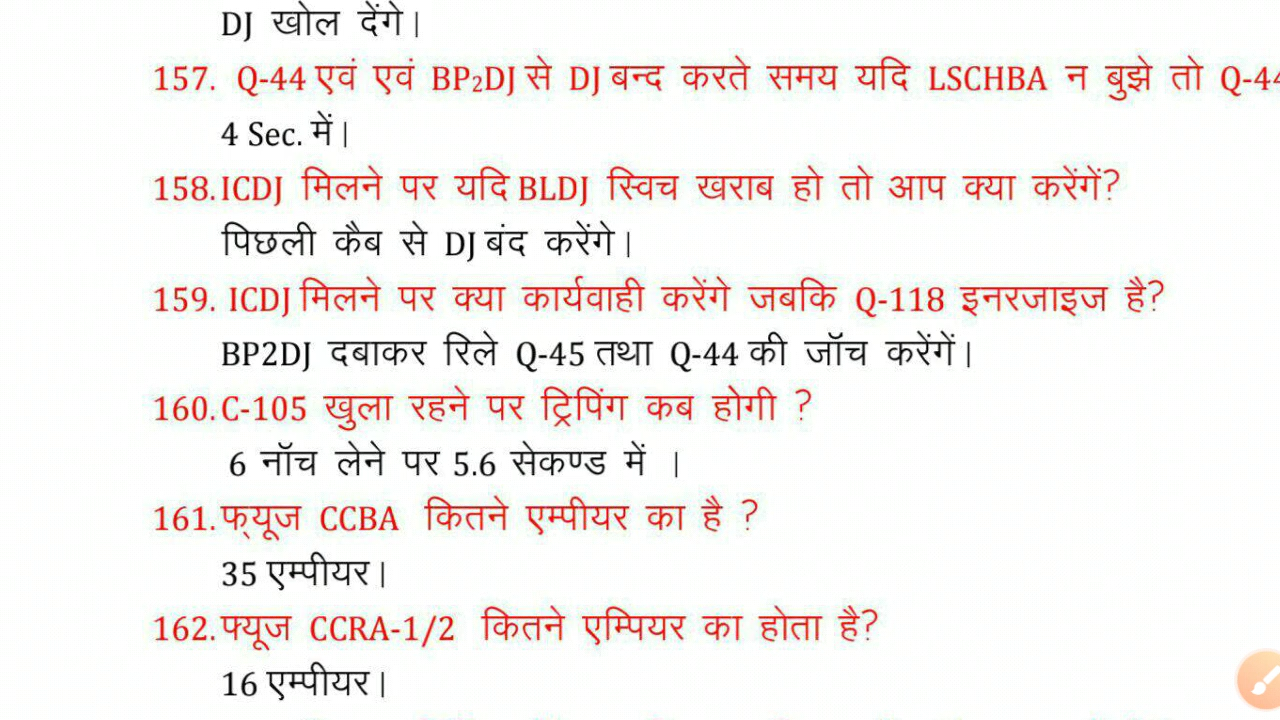 DJ खोल देंगे।
157. Q-44 एवं एवं BP₂DJ से DJ बन्द करते समय यदि LSCHBA न बुझे तो Q-44
4 Sec. में।
158. ICDJ मिलने पर यदि BLDJ स्विच खराब हो तो आप क्या करेंगें?
पिछली कैब से DJ बंद करेंगे।
159. ICDJ मिलने पर क्या कार्यवाही करेंगे जबकि Q-118 इनरजाइज है?
BP2DJ दबाकर रिले Q-45 तथा Q-44 की जॉच करेंगें।
160. C-105 खुला रहने पर ट्रिपिंग कब होगी ?
6 नॉच लेने पर 5.6 सेकण्ड में ।
161. फ्‌यूज CCBA कितने एम्पीयर का है ?
35 एम्पीयर।
162. फ्यूज CCRA-1/2 कितने एम्पियर का होता है?
16 एम्पीयर।